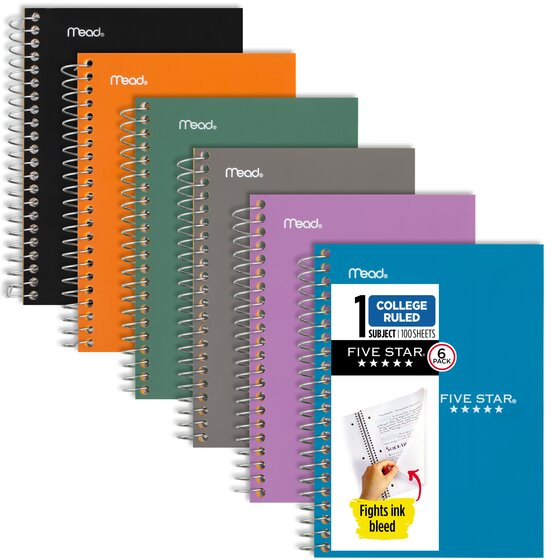 Mead®
Mead®
Mead®
Mead®
Mead®
Mead®
1
COLLEGE
RULED
SUBJECT | 100 SHEETS
FIVE STAR®
6
PACK
FIVE STAR®
Fights ink
bleed